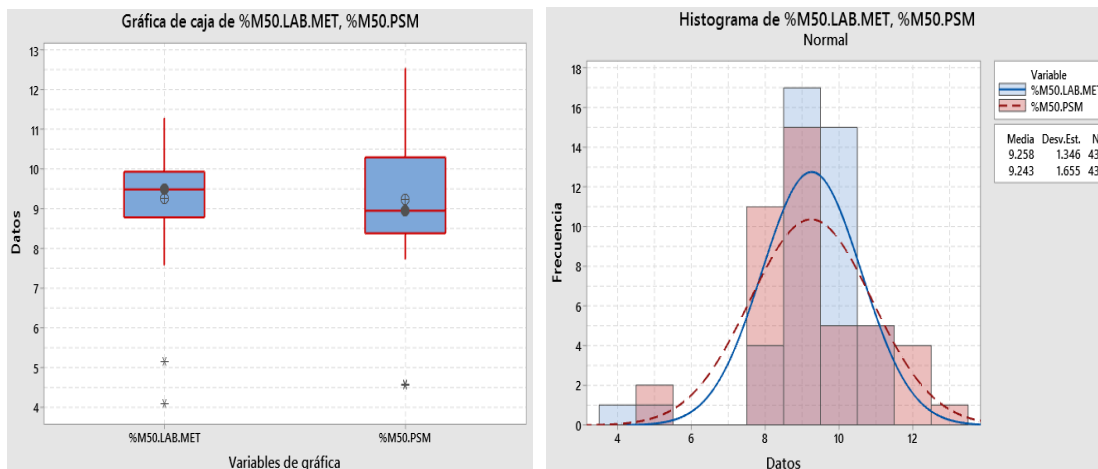 Gráfica de caja de %M50.LAB.MET, %M50.PSM
13
12
11
10
9
8
7
6
5
4
Datos
%M50.LAB.MET
%M50.PSM
Variables de gráfica
Histograma de %M50.LAB.MET, %M50.PSM
Normal
18
16
14
12
10
8
6
4
2
0
Frecuencia
4
6
8
10
12
Datos
Variable
%M50.LAB.MET
%M50.PSM
Media Desv.Est. N
9.258 1.346 43
9.243 1.655 43